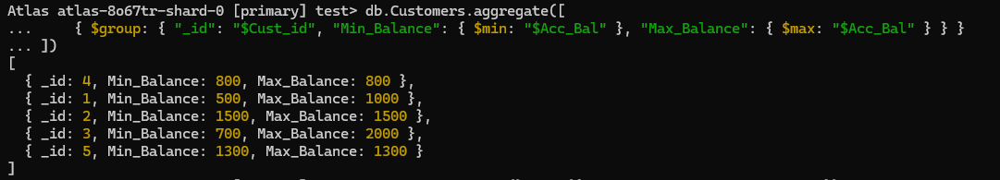 Atlas atlas-8o67tr-shard-0 [primary] test> db.Customers.aggregate([
...     { $group: { "_id": "$Cust_id", "Min_Balance": { $min: "$Acc_Bal" }, "Max_Balance": { $max: "$Acc_Bal" } } }
... ])
[
  { _id: 4, Min_Balance: 800, Max_Balance: 800 },
  { _id: 1, Min_Balance: 500, Max_Balance: 1000 },
  { _id: 2, Min_Balance: 1500, Max_Balance: 1500 },
  { _id: 3, Min_Balance: 700, Max_Balance: 2000 },
  { _id: 5, Min_Balance: 1300, Max_Balance: 1300 }
]